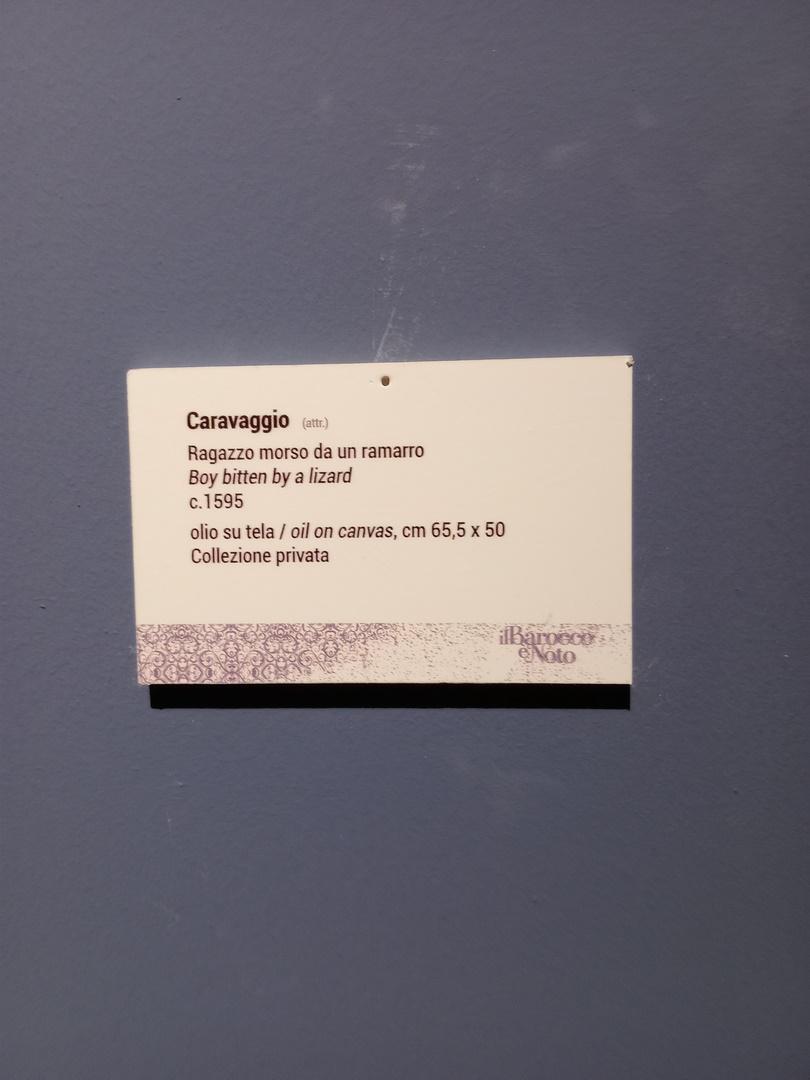 Caravaggio (attr.)
Ragazzo morso da un ramarro
Boy bitten by a lizard
c.1595
olio su tela / oil on canvas, cm 65,5 x 50
Collezione privata
ilBarocco
e Noto